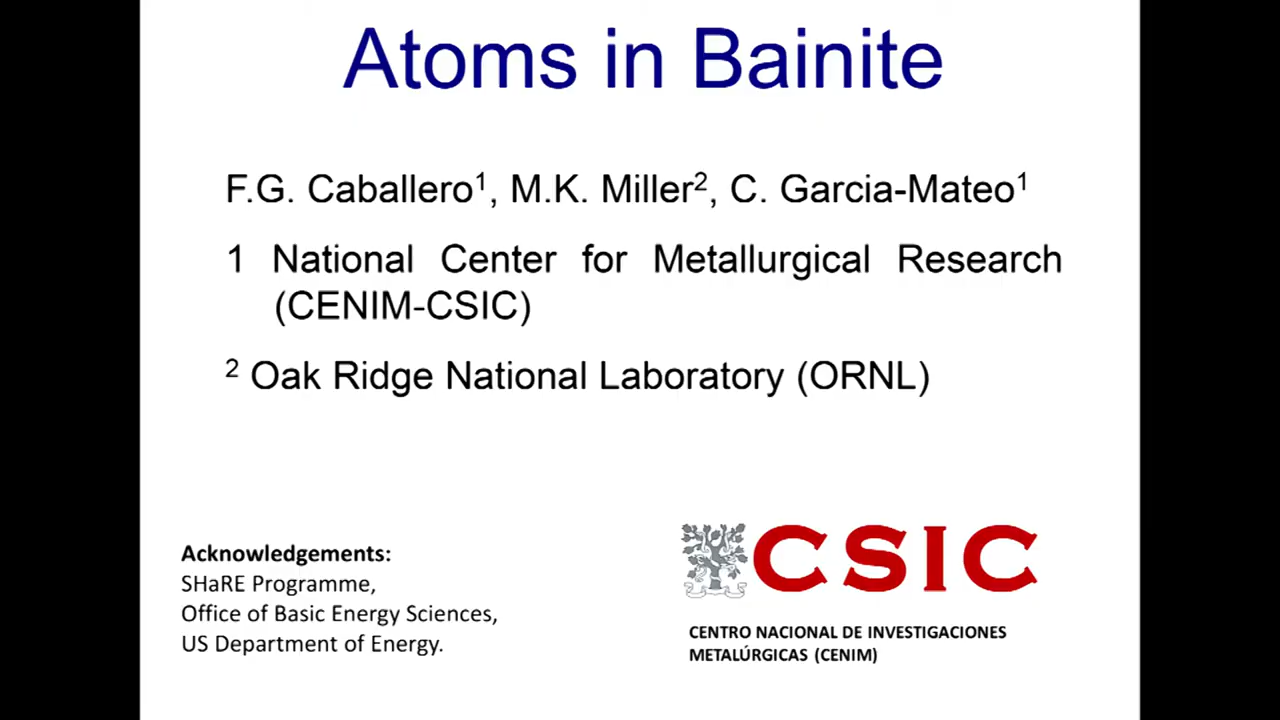 Atoms in Bainite
F.G. Caballero¹, M.K. Miller², C. Garcia-Mateo¹
1 National Center for Metallurgical Research
(CENIM-CSIC)
² Oak Ridge National Laboratory (ORNL)
Acknowledgements:
SHaRE Programme,
Office of Basic Energy Sciences,
US Department of Energy.
CSIC
CENTRO NACIONAL DE INVESTIGACIONES
METALÚRGICAS (CENIM)